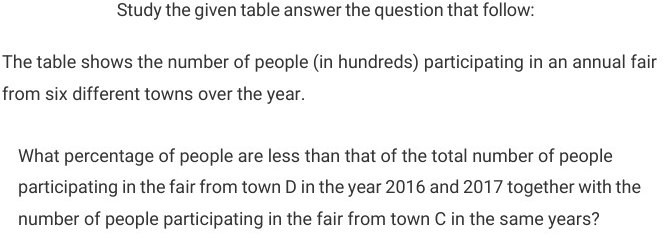 Study the given table answer the question that follow:
The table shows the number of people (in hundreds) participating in an annual fair
from six different towns over the year.
What percentage of people are less than that of the total number of people
participating in the fair from town D in the year 2016 and 2017 together with the
number of people participating in the fair from town C in the same years?